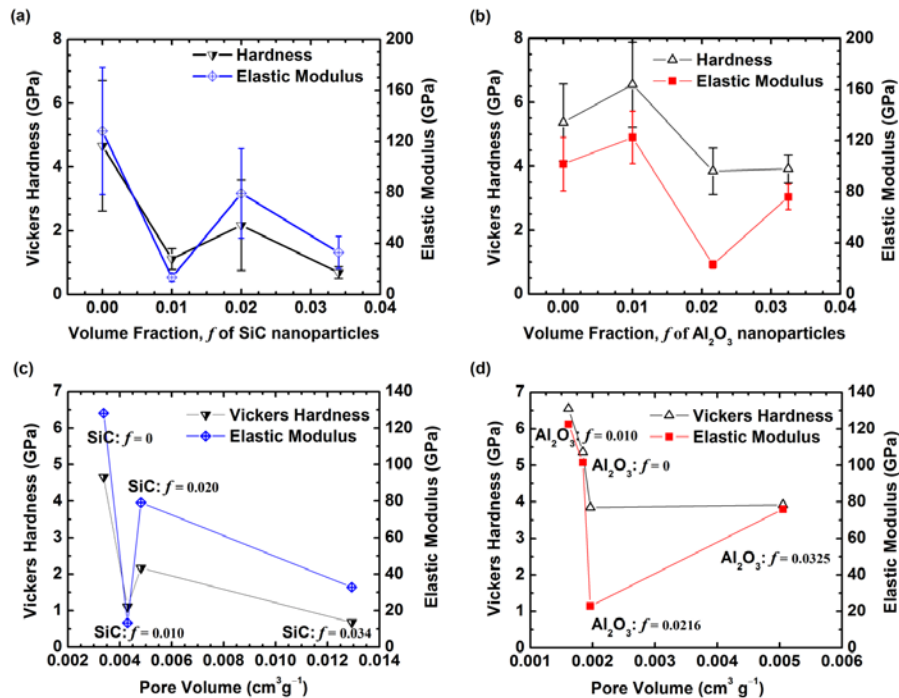 (a)
Hardness
Elastic Modulus
Vickers Hardness (GPa)
8
6
4
2
0
200
160
120
80
40
0
Elastic Modulus (GPa)
0.00 0.01 0.02 0.03 0.04
Volume Fraction, f of SiC nanoparticles
(b)
Hardness
Elastic Modulus
Vickers Hardness (GPa)
8
6
4
2
0
200
160
120
80
40
0
Elastic Modulus (GPa)
0.00 0.01 0.02 0.03 0.04
Volume Fraction, f of Al₂O₃ nanoparticles
(c)
Vickers Hardness
Elastic Modulus
SiC: f = 0
SiC: f = 0.020
SiC: f = 0.010
SiC: f = 0.034
Vickers Hardness (GPa)
7
6
5
4
3
2
1
0
140
120
100
80
60
40
20
0
Elastic Modulus (GPa)
0.002 0.004 0.006 0.008 0.010 0.012 0.014
Pore Volume (cm³g⁻¹)
(d)
Vickers Hardness
Elastic Modulus
Al₂O₃: f = 0.010
Al₂O₃: f = 0
Al₂O₃: f = 0.0325
Al₂O₃: f = 0.0216
Vickers Hardness (GPa)
7
6
5
4
3
2
1
0
140
120
100
80
60
40
20
0
Elastic Modulus (GPa)
0.001 0.002 0.003 0.004 0.005 0.006
Pore Volume (cm³g⁻¹)